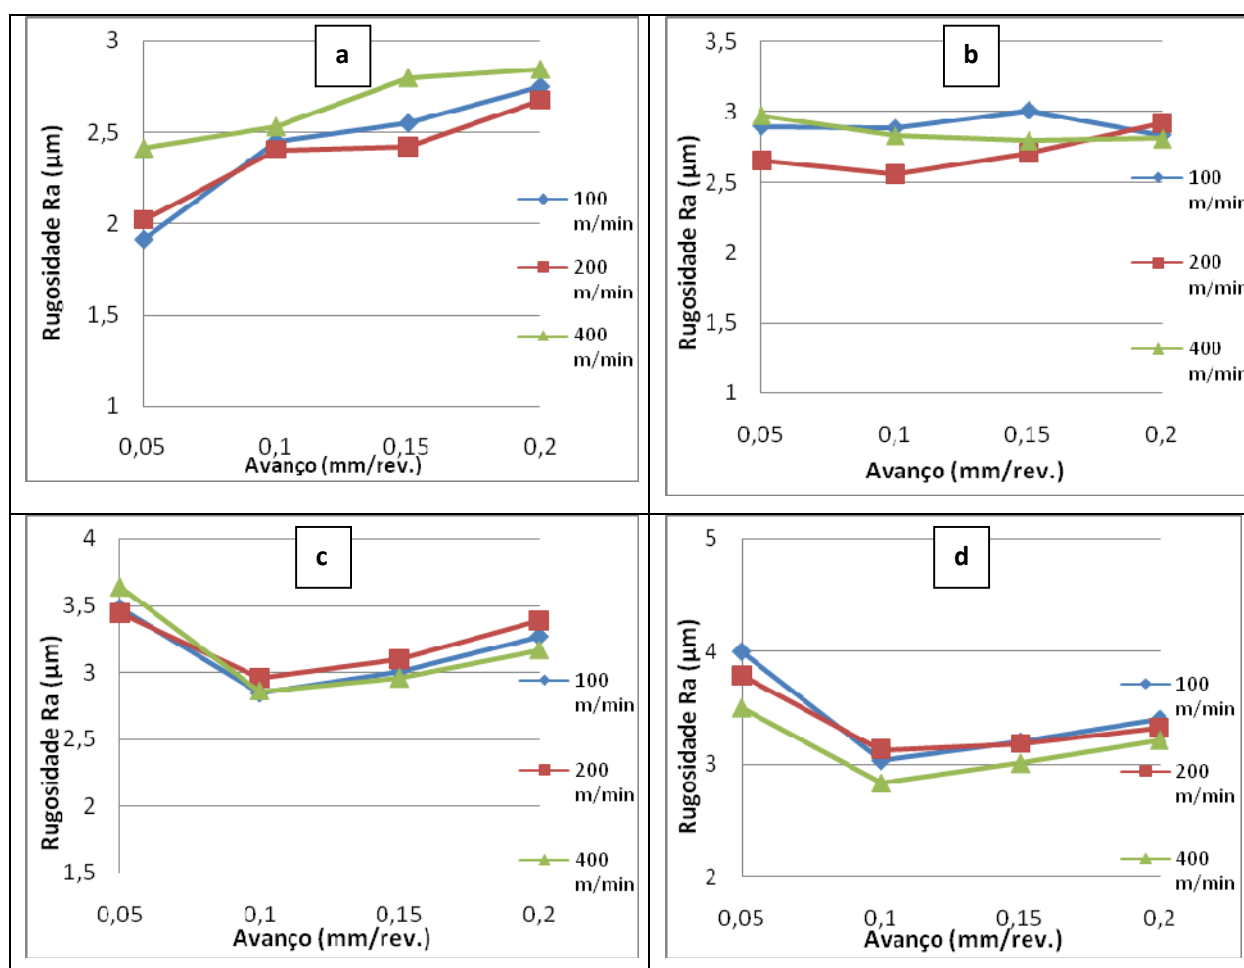 a
3
2,5
2
1,5
1
Rugosidade Ra (µm)
0,05 0,1 0,15 0,2
Avanço (mm/rev.)
100
m/min
200
m/min
400
m/min
b
3,5
3
2,5
2
1,5
1
Rugosidade Ra (µm)
0,05 0,1 0,15 0,2
Avanço (mm/rev.)
100
m/min
200
m/min
400
m/min
c
4
3,5
3
2,5
2
1,5
Rugosidade Ra (µm)
0,05 0,1 0,15 0,2
Avanço (mm/rev.)
100
m/min
200
m/min
400
m/min
d
5
4
3
2
Rugosidade Ra (µm)
0,05 0,1 0,15 0,2
Avanço (mm/rev.)
100
m/min
200
m/min
400
m/min